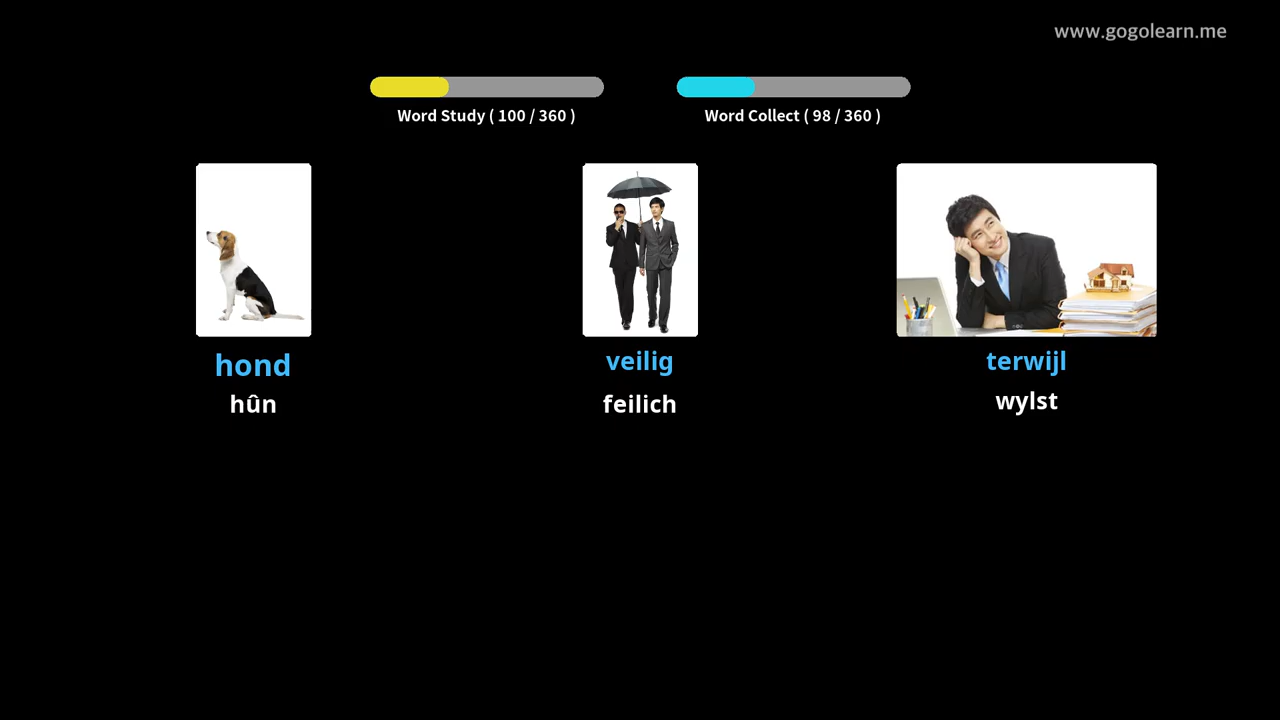 www.gogolearn.me
Word Study ( 100 / 360 )
Word Collect ( 98 / 360 )
hond
hûn
veilig
feilich
terwijl
wylst